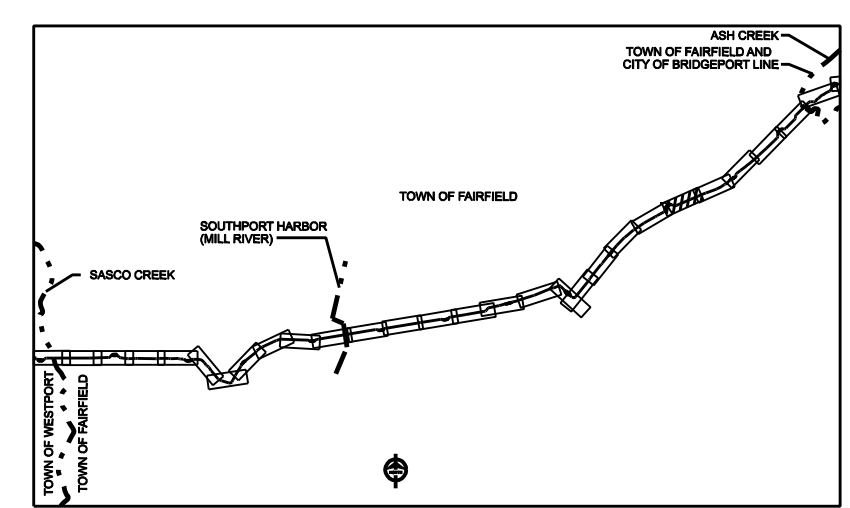 ASH CREEK
TOWN OF FAIRFIELD AND
CITY OF BRIDGEPORT LINE
TOWN OF FAIRFIELD
SOUTHPORT HARBOR
(MILL RIVER)
SASCO CREEK
TOWN OF WESTPORT
TOWN OF FAIRFIELD
NORTH